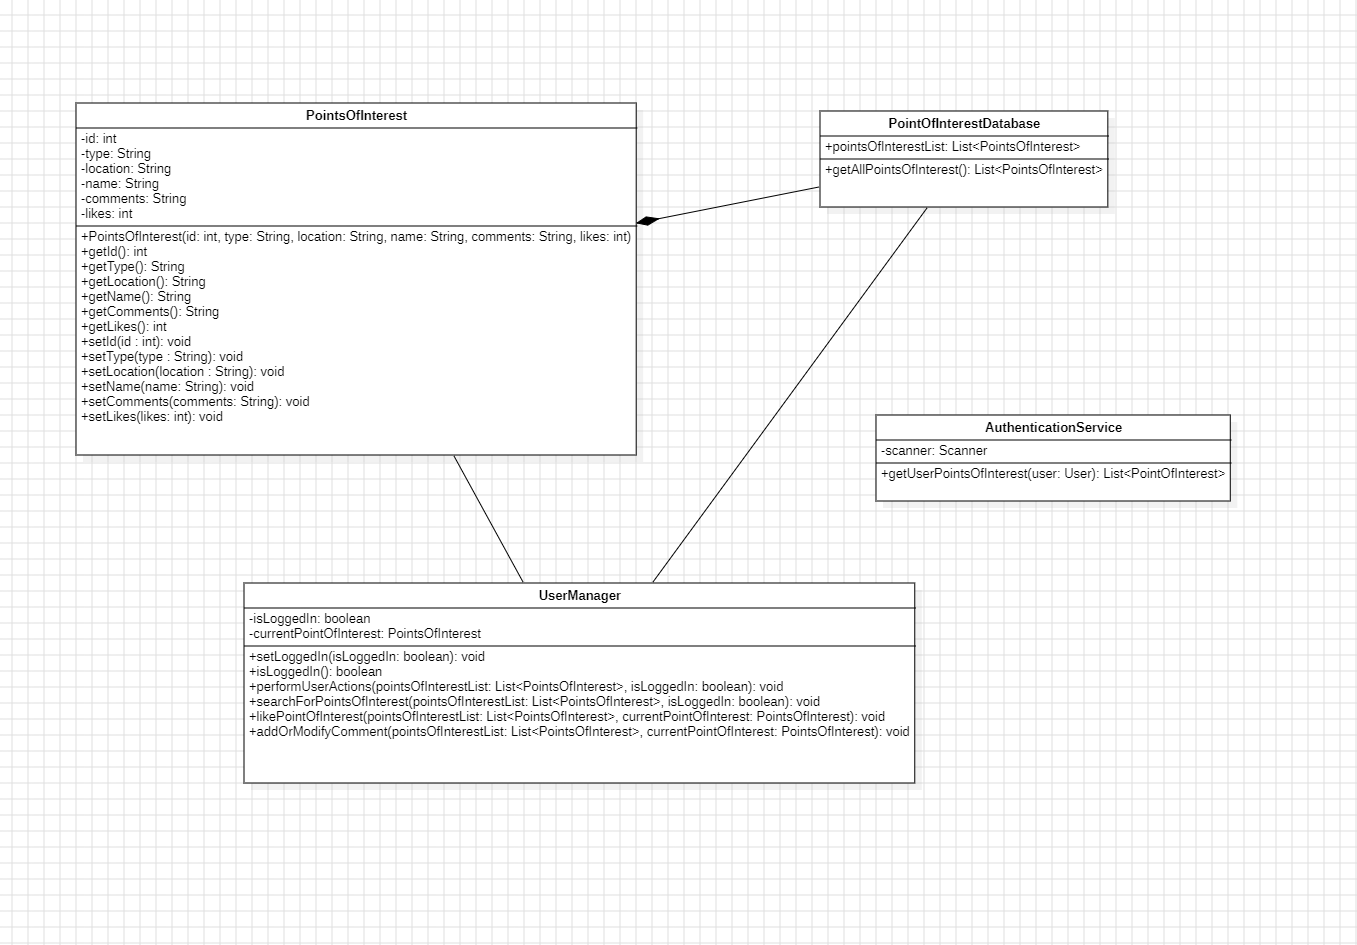 PointsOfInterest
-id: int
-type: String
-location: String
-name: String
-comments: String
-likes: int
+PointsOfInterest(id: int, type: String, location: String, name: String, comments: String, likes: int)
+getId(): int
+getType(): String
+getLocation(): String
+getName(): String
+getComments(): String
+getLikes(): int
+setId(id : int): void
+setType(type : String): void
+setLocation(location : String): void
+setName(name: String): void
+setComments(comments: String): void
+setLikes(likes: int): void
PointOfInterestDatabase
+pointsOfInterestList: List<PointsOfInterest>
+getAllPointsOfInterest(): List<PointsOfInterest>
AuthenticationService
-scanner: Scanner
+getUserPointsOfInterest(user: User): List<PointOfInterest>
UserManager
-isLoggedIn: boolean
-currentPointOfInterest: PointsOfInterest
+setLoggedIn(isLoggedIn: boolean): void
+isLoggedIn(): boolean
+performUserActions(pointsOfInterestList: List<PointsOfInterest>, isLoggedIn: boolean): void
+searchForPointsOfInterest(pointsOfInterestList: List<PointsOfInterest>, isLoggedIn: boolean): void
+likePointOfInterest(pointsOfInterestList: List<PointsOfInterest>, currentPointOfInterest: PointsOfInterest): void
+addOrModifyComment(pointsOfInterestList: List<PointsOfInterest>, currentPointOfInterest: PointsOfInterest): void